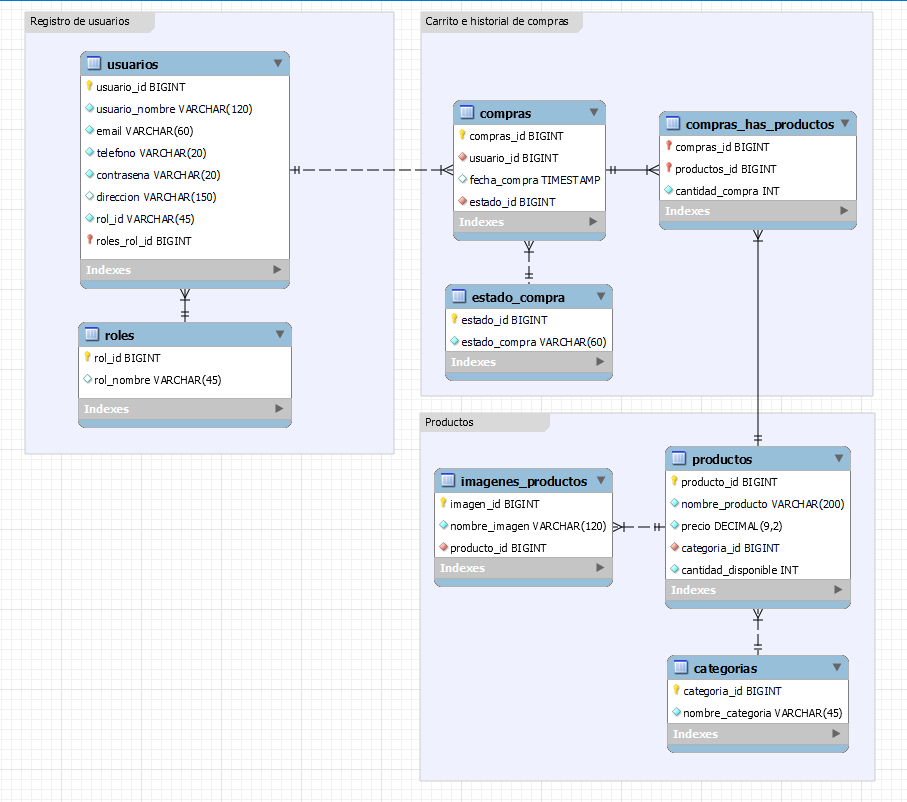 Registro de usuarios
usuarios
usuario_id BIGINT
usuario_nombre VARCHAR(120)
email VARCHAR(60)
telefono VARCHAR(20)
contrasena VARCHAR(20)
direccion VARCHAR(150)
rol_id VARCHAR(45)
roles_rol_id BIGINT
Indexes
roles
rol_id BIGINT
rol_nombre VARCHAR(45)
Indexes
Carrito e historial de compras
compras
compras_id BIGINT
usuario_id BIGINT
fecha_compra TIMESTAMP
estado_id BIGINT
Indexes
compras_has_productos
compras_id BIGINT
productos_id BIGINT
cantidad_compra INT
Indexes
estado_compra
estado_id BIGINT
estado_compra VARCHAR(60)
Indexes
Productos
imagenes_productos
imagen_id BIGINT
nombre_imagen VARCHAR(120)
producto_id BIGINT
Indexes
productos
producto_id BIGINT
nombre_producto VARCHAR(200)
precio DECIMAL(9,2)
categoria_id BIGINT
cantidad_disponible INT
Indexes
categorias
categoria_id BIGINT
nombre_categoria VARCHAR(45)
Indexes